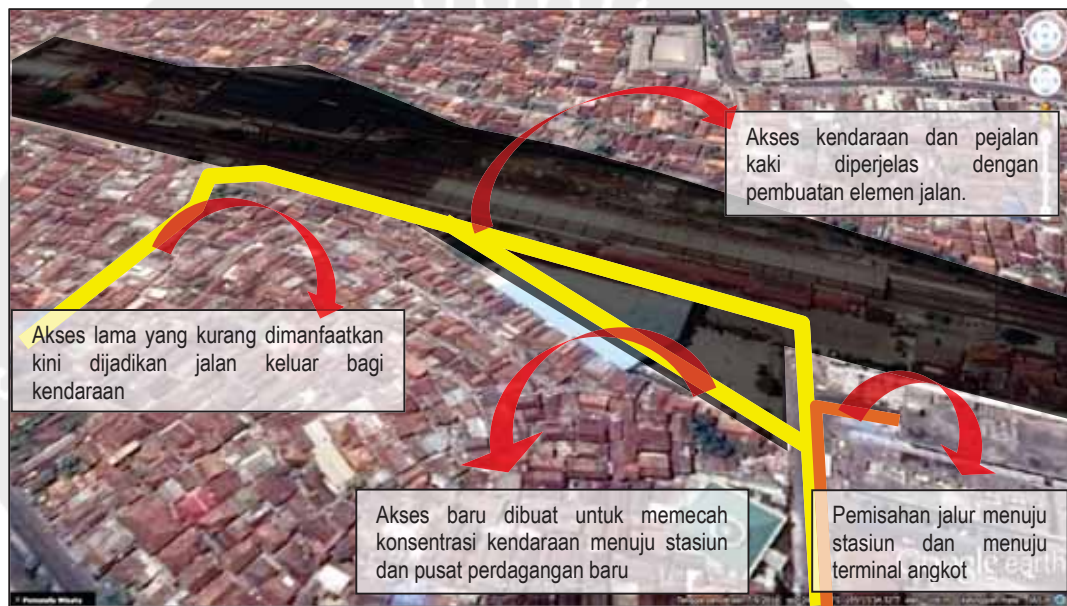 Akses kendaraan dan pejalan
kaki diperjelas dengan
pembuatan elemen jalan.
Akses lama yang kurang dimanfaatkan
kini dijadikan jalan keluar bagi
kendaraan
Akses baru dibuat untuk memecah
konsentrasi kendaraan menuju stasiun
dan pusat perdagangan baru
Pemisahan jalur menuju
stasiun dan menuju
terminal angkot
Google earth